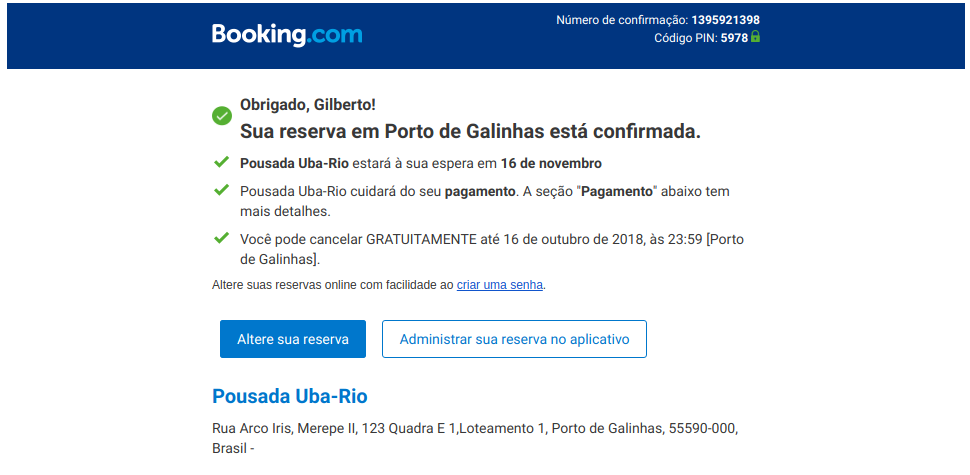 Booking.com
Número de confirmação: 1395921398
Código PIN: 5978
Obrigado, Gilberto!
Sua reserva em Porto de Galinhas está confirmada.
Pousada Uba-Rio estará à sua espera em 16 de novembro
Pousada Uba-Rio cuidará do seu pagamento. A seção "Pagamento" abaixo tem
mais detalhes.
Você pode cancelar GRATUITAMENTE até 16 de outubro de 2018, às 23:59 [Porto
de Galinhas].
Altere suas reservas online com facilidade ao criar uma senha.
Altere sua reserva
Administrar sua reserva no aplicativo
Pousada Uba-Rio
Rua Arco Iris, Merepe II, 123 Quadra E 1,Loteamento 1, Porto de Galinhas, 55590-000,
Brasil -